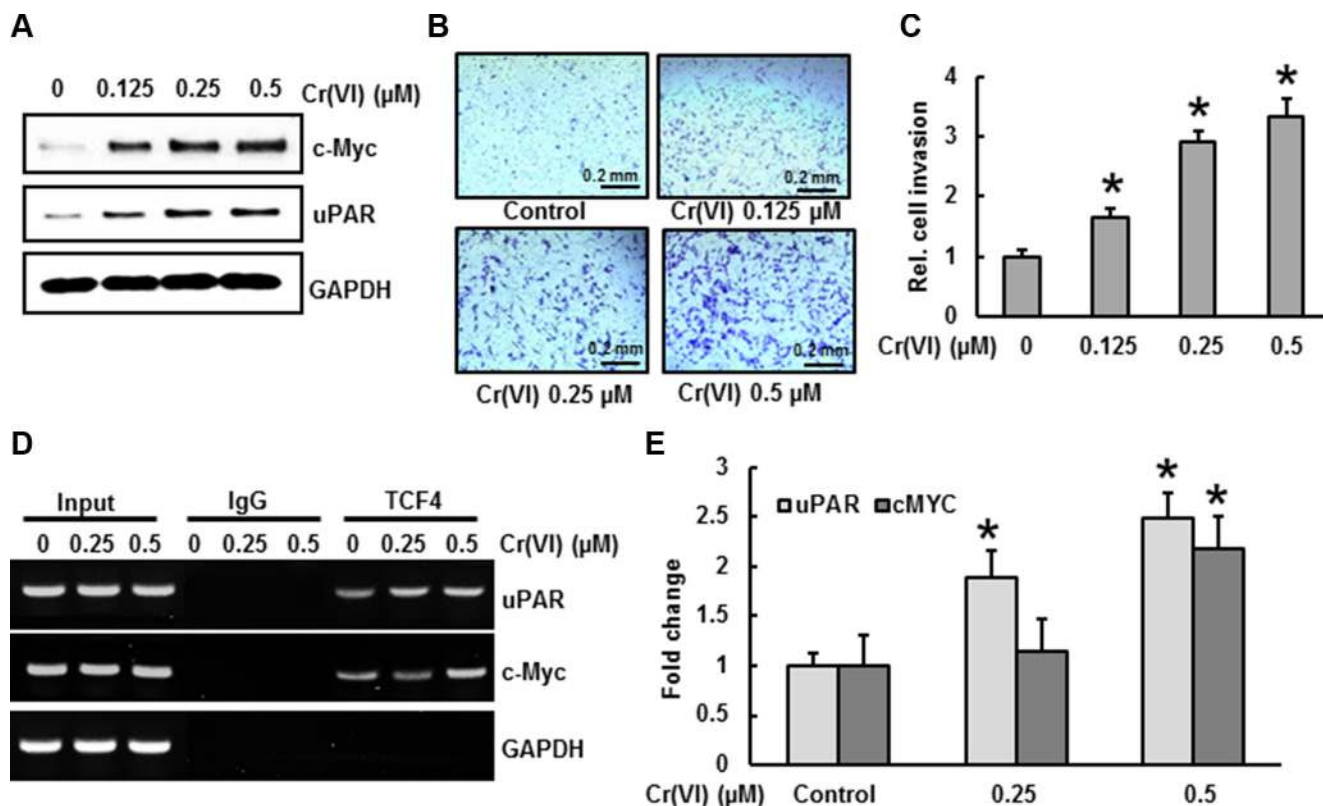 A
0 0.125 0.25 0.5 Cr(VI) (µM)
c-Myc
uPAR
GAPDH
B
0.2 mm 0.2 mm
Control Cr(VI) 0.125 µM
0.2 mm 0.2 mm
Cr(VI) 0.25 µM Cr(VI) 0.5 µM
C
Rel. cell invasion
4
3
2
1
0
* * *
Cr(VI) (µM) 0 0.125 0.25 0.5
D
Input IgG TCF4
0 0.25 0.5 0 0.25 0.5 0 0.25 0.5 Cr(VI) (µM)
uPAR
c-Myc
GAPDH
E
Fold change
3
2.5
2
1.5
1
0.5
0
uPAR cMYC
* * *
Cr(VI) (µM) Control 0.25 0.5